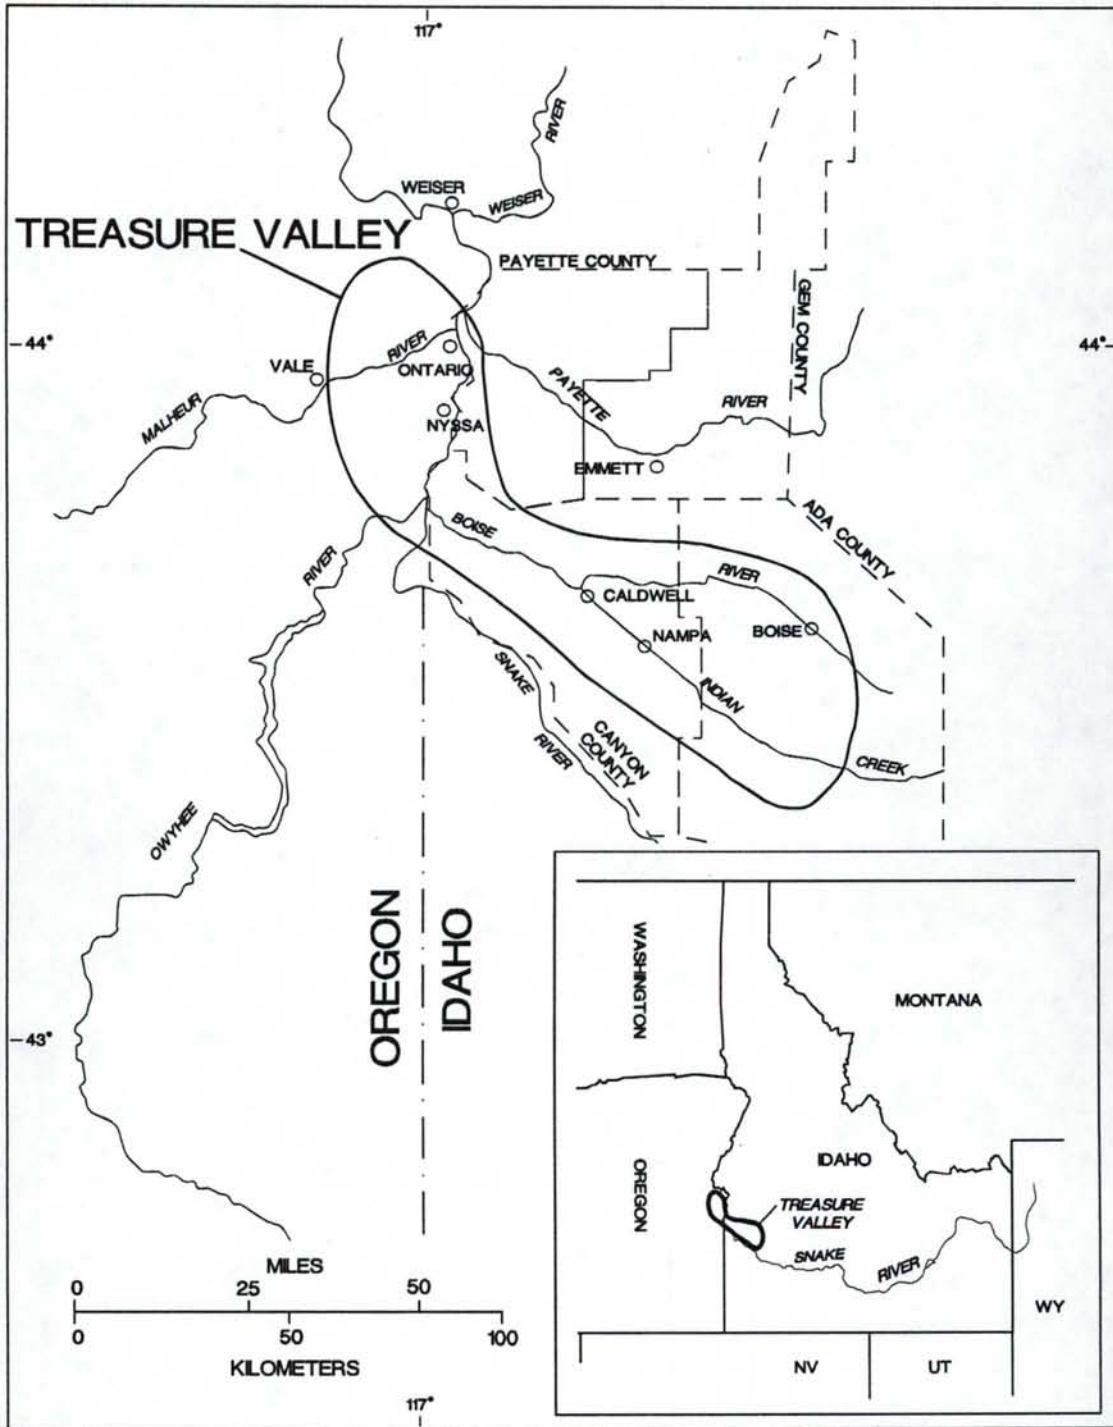 117°
RIVER
WEISER
WEISER
TREASURE VALLEY
PAYETTE COUNTY
GEM COUNTY
44°
44°
RIVER
VALE
ONTARIO
PAYETTE
RIVER
MALHEUR
NYSSA
EMMETT
ADA COUNTY
BOISE
RIVER
RIVER
CALDWELL
NAMPA
BOISE
SNAKE
RIVER
INDIAN
CREEK
CANYON
COUNTY
OWYHEE
OREGON
IDAHO
43°
MILES
0 25 50
0 50 100
KILOMETERS
117°
WASHINGTON
MONTANA
OREGON
IDAHO
TREASURE
VALLEY
SNAKE
RIVER
WY
NV
UT